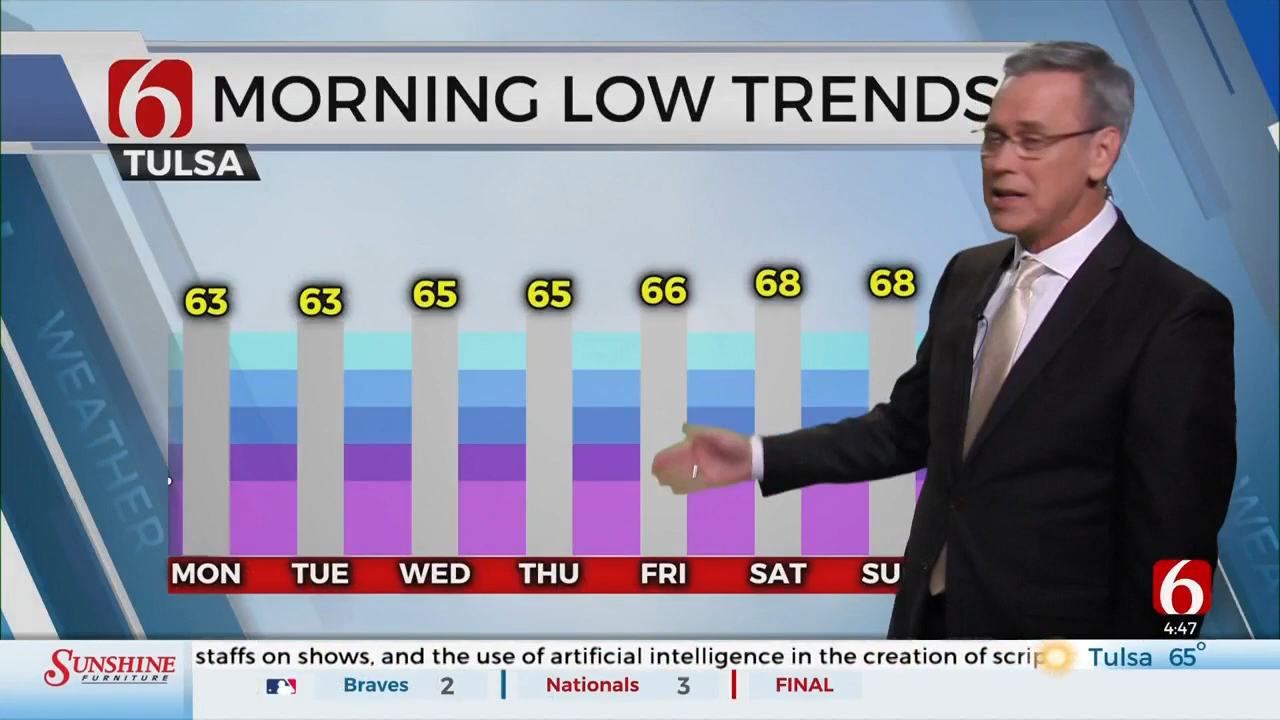 6 MORNING LOW TRENDS
TULSA
63 63 65 65 66 68 68
MON TUE WED THU FRI SAT SU
WEATHER
WEA
6
4:47
SUNSHINE
FURNITURE
staffs on shows, and the use of artificial intelligence in the creation of scrip
Tulsa 65°
Braves 2 Nationals 3 FINAL